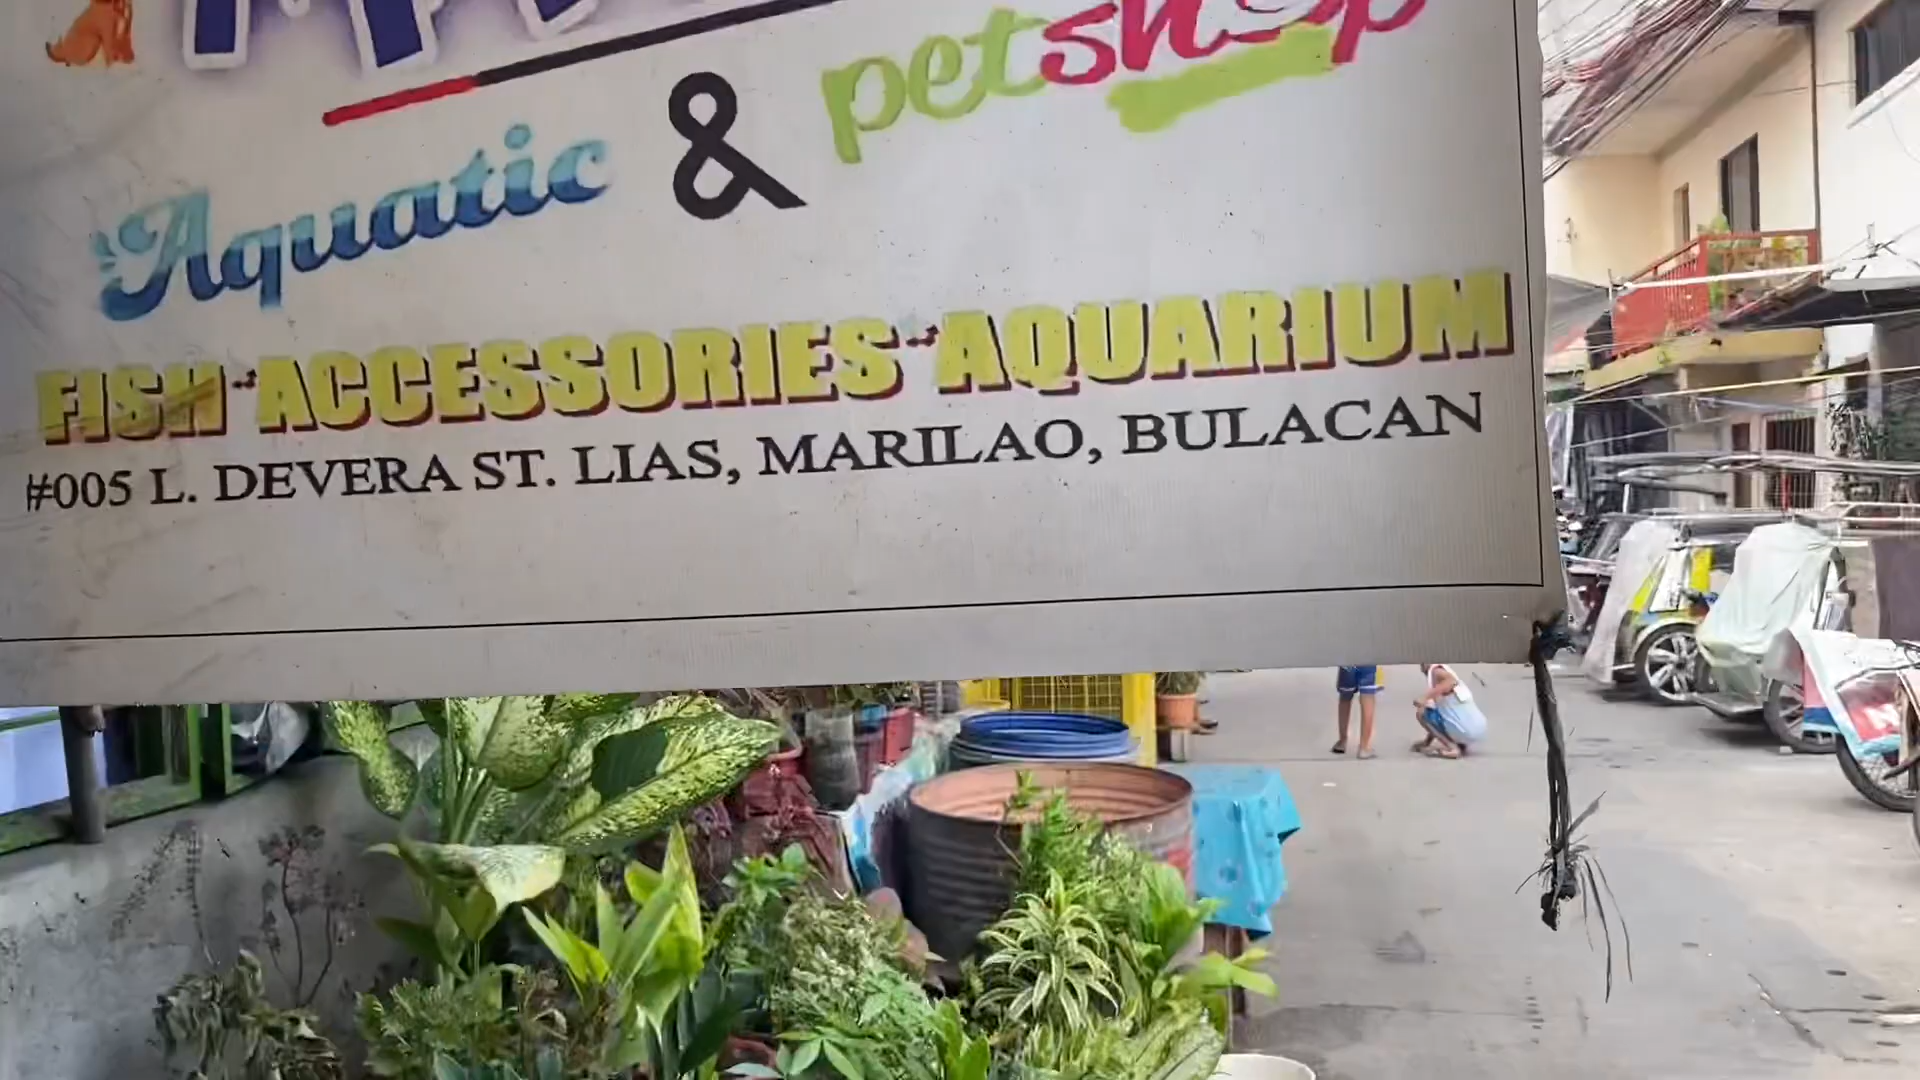 Aquatic & petshop
FISH ACCESSORIES AQUARIUM
#005 L. DEVERA ST. LIAS, MARILAO, BULACAN